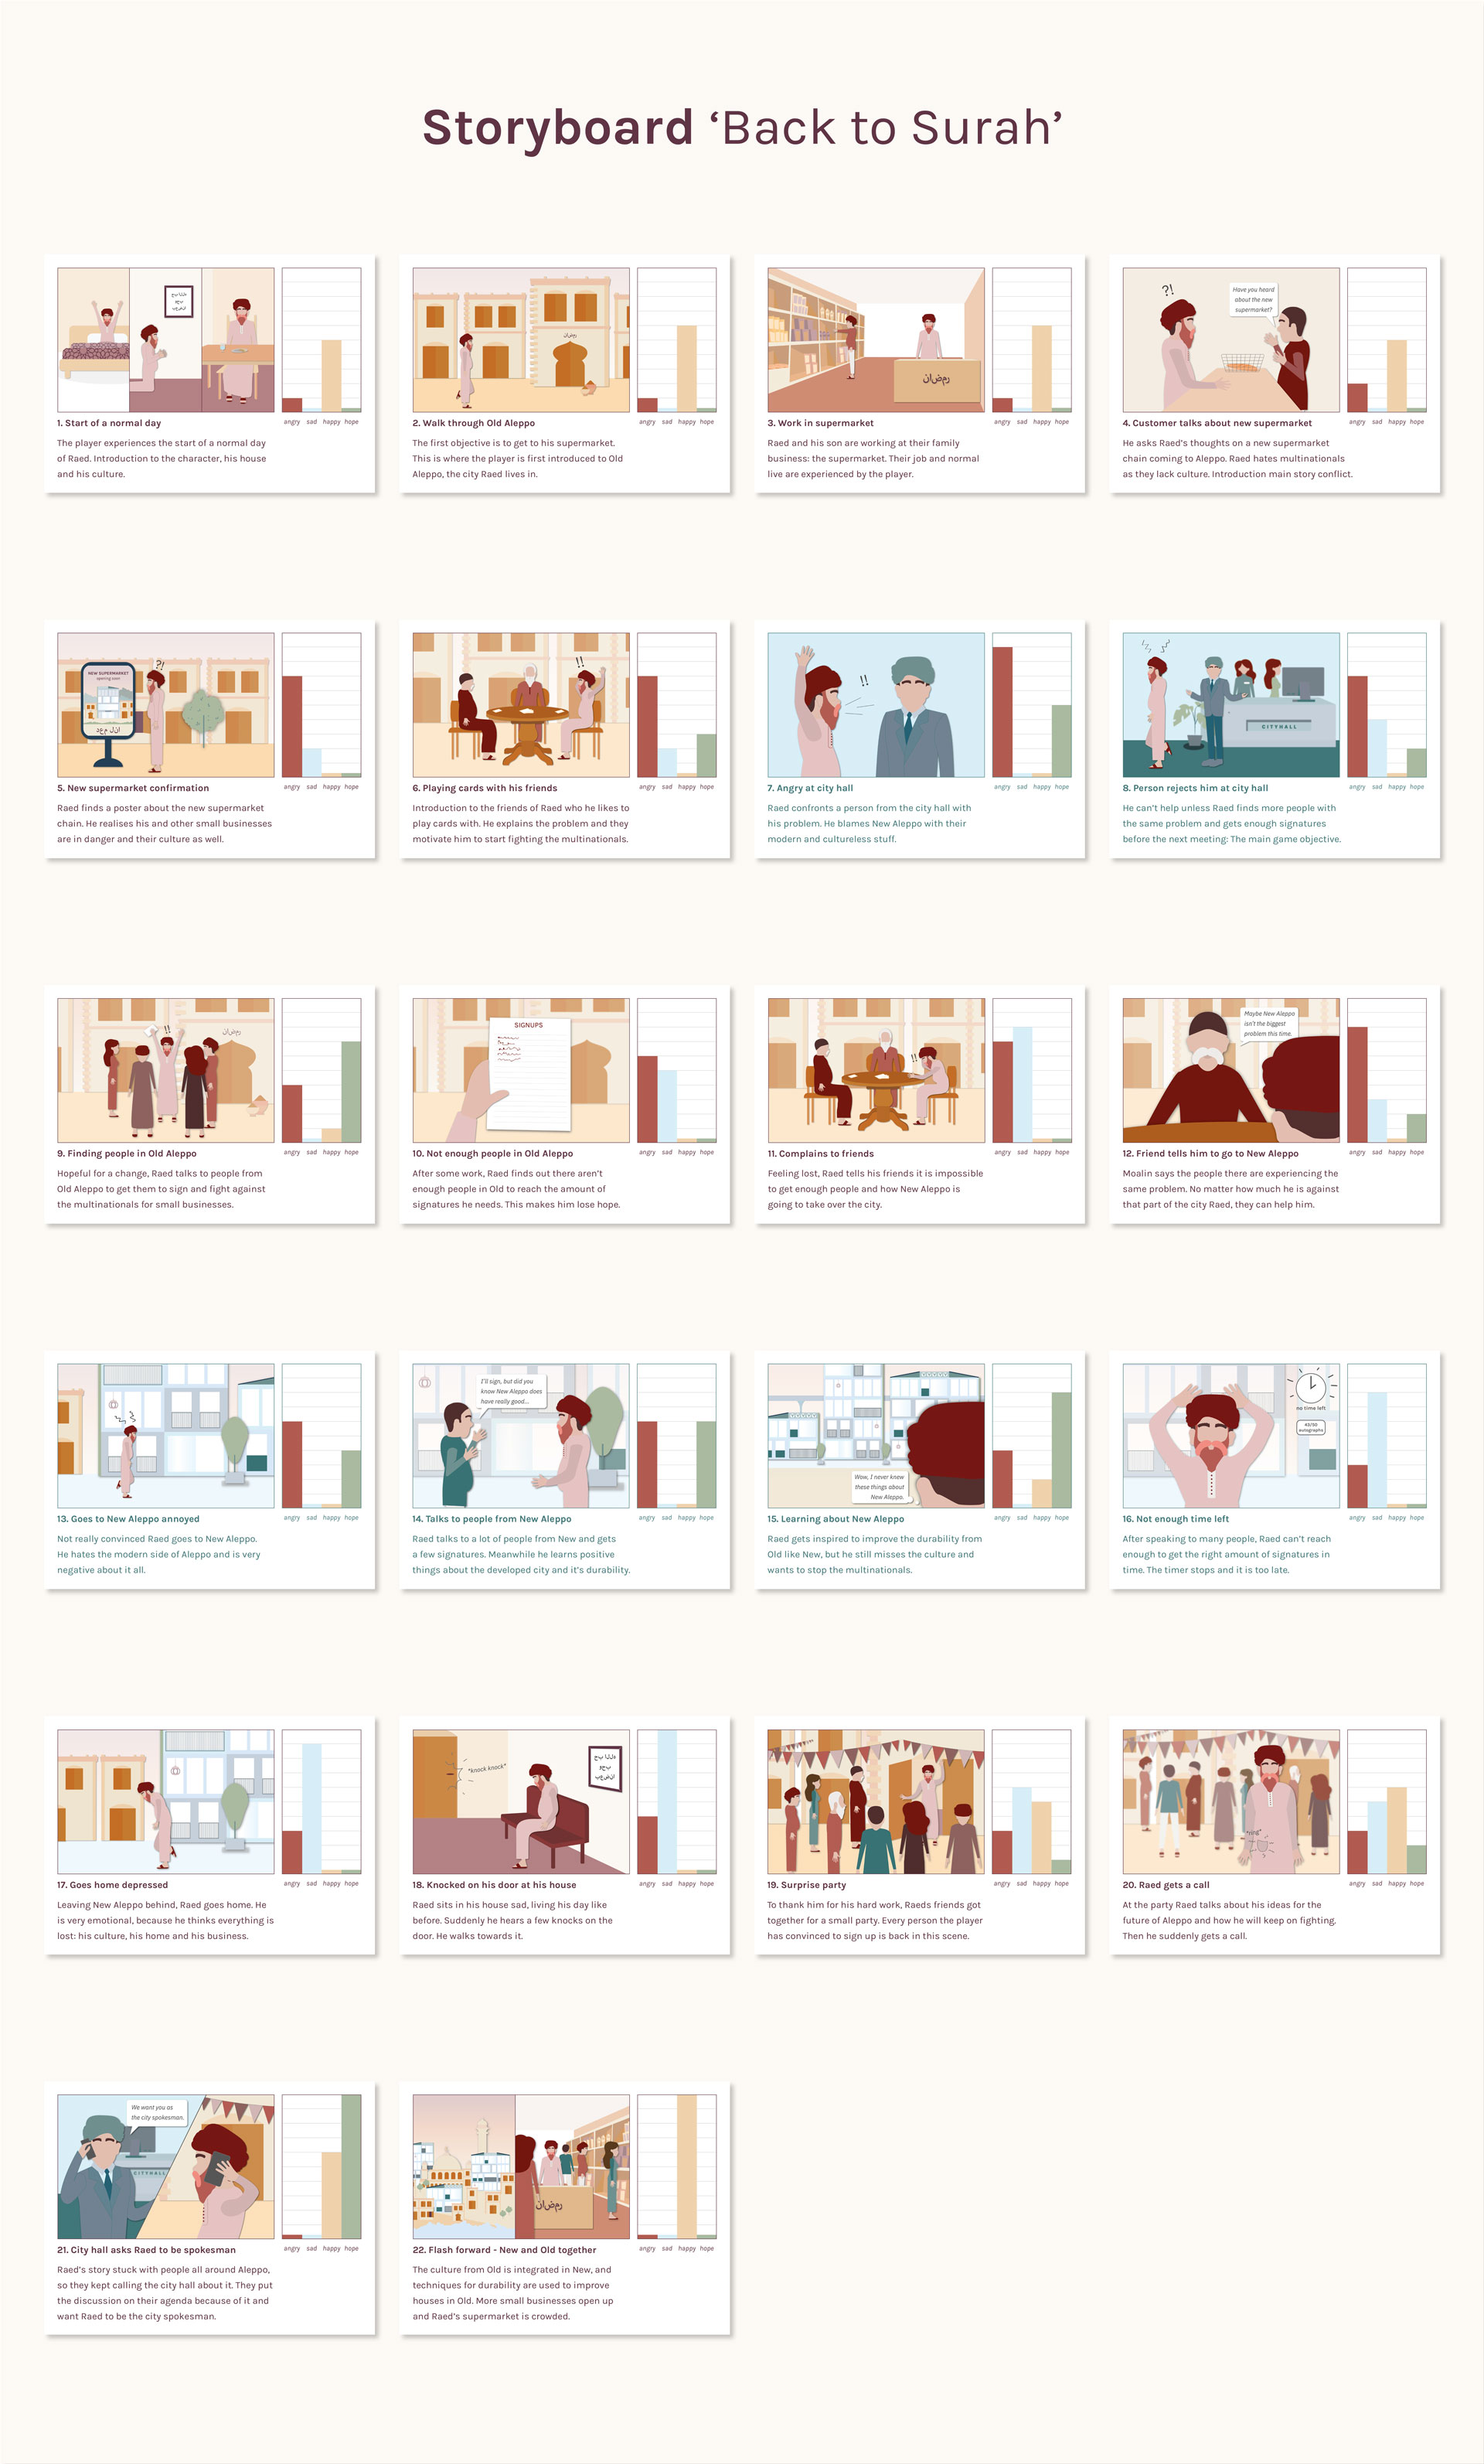 Storyboard ‘Back to Surah’
angry sad happy hope
1. Start of a normal day
The player experiences the start of a normal day
of Raed. Introduction to the character, his house
and his culture.
رمضان
angry sad happy hope
2. Walk through Old Aleppo
The first objective is to get to his supermarket.
This is where the player is first introduced to Old
Aleppo, the city Raed lives in.
رمضان
angry sad happy hope
3. Work in supermarket
Raed and his son are working at their family
business: the supermarket. Their job and normal
live are experienced by the player.
?!
Have you heard
about the new
supermarket?
angry sad happy hope
4. Customer talks about new supermarket
He asks Raed’s thoughts on a new supermarket
chain coming to Aleppo. Raed hates multinationals
as they lack culture. Introduction main story conflict.
?!
NEW SUPERMARKET
opening soon
angry sad happy hope
5. New supermarket confirmation
Raed finds a poster about the new supermarket
chain. He realises his and other small businesses
are in danger and their culture as well.
!!
angry sad happy hope
6. Playing cards with his friends
Introduction to the friends of Raed who he likes to
play cards with. He explains the problem and they
motivate him to start fighting the multinationals.
!!
angry sad happy hope
7. Angry at city hall
Raed confronts a person from the city hall with
his problem. He blames New Aleppo with their
modern and cultureless stuff.
CITYHALL
angry sad happy hope
8. Person rejects him at city hall
He can’t help unless Raed finds more people with
the same problem and gets enough signatures
before the next meeting: The main game objective.
!!
رمضان
angry sad happy hope
9. Finding people in Old Aleppo
Hopeful for a change, Raed talks to people from
Old Aleppo to get them to sign and fight against
the multinationals for small businesses.
SIGNUPS
angry sad happy hope
10. Not enough people in Old Aleppo
After some work, Raed finds out there aren’t
enough people in Old to reach the amount of
signatures he needs. This makes him lose hope.
!!
angry sad happy hope
11. Complains to friends
Feeling lost, Raed tells his friends it is impossible
to get enough people and how New Aleppo is
going to take over the city.
Maybe New Aleppo
isn’t the biggest
problem this time.
angry sad happy hope
12. Friend tells him to go to New Aleppo
Moalin says the people there are experiencing the
same problem. No matter how much he is against
that part of the city Raed, they can help him.
angry sad happy hope
13. Goes to New Aleppo annoyed
Not really convinced Raed goes to New Aleppo.
He hates the modern side of Aleppo and is very
negative about it all.
I’ll sign, but did you
know New Aleppo does
have really good...
angry sad happy hope
14. Talks to people from New Aleppo
Raed talks to a lot of people from New and gets
a few signatures. Meanwhile he learns positive
things about the developed city and it’s durability.
Wow, I never knew
these things about
New Aleppo.
angry sad happy hope
15. Learning about New Aleppo
Raed gets inspired to improve the durability from
Old like New, but he still misses the culture and
wants to stop the multinationals.
no time left
autographs
angry sad happy hope
16. Not enough time left
After speaking to many people, Raed can’t reach
enough to get the right amount of signatures in
time. The timer stops and it is too late.
angry sad happy hope
17. Goes home depressed
Leaving New Aleppo behind, Raed goes home. He
is very emotional, because he thinks everything is
lost: his culture, his home and his business.
*knock knock*
angry sad happy hope
18. Knocked on his door at his house
Raed sits in his house sad, living his day like
before. Suddenly he hears a few knocks on the
door. He walks towards it.
angry sad happy hope
19. Surprise party
To thank him for his hard work, Raeds friends got
together for a small party. Every person the player
has convinced to sign up is back in this scene.
*ring*
angry sad happy hope
20. Raed gets a call
At the party Raed talks about his ideas for the
future of Aleppo and how he will keep on fighting.
Then he suddenly gets a call.
We want you as
the city spokesman.
CITYHALL
angry sad happy hope
21. City hall asks Raed to be spokesman
Raed’s story stuck with people all around Aleppo,
so they kept calling the city hall about it. They put
the discussion on their agenda because of it and
want Raed to be the city spokesman.
رمضان
angry sad happy hope
22. Flash forward - New and Old together
The culture from Old is integrated in New, and
techniques for durability are used to improve
houses in Old. More small businesses open up
and Raed’s supermarket is crowded.